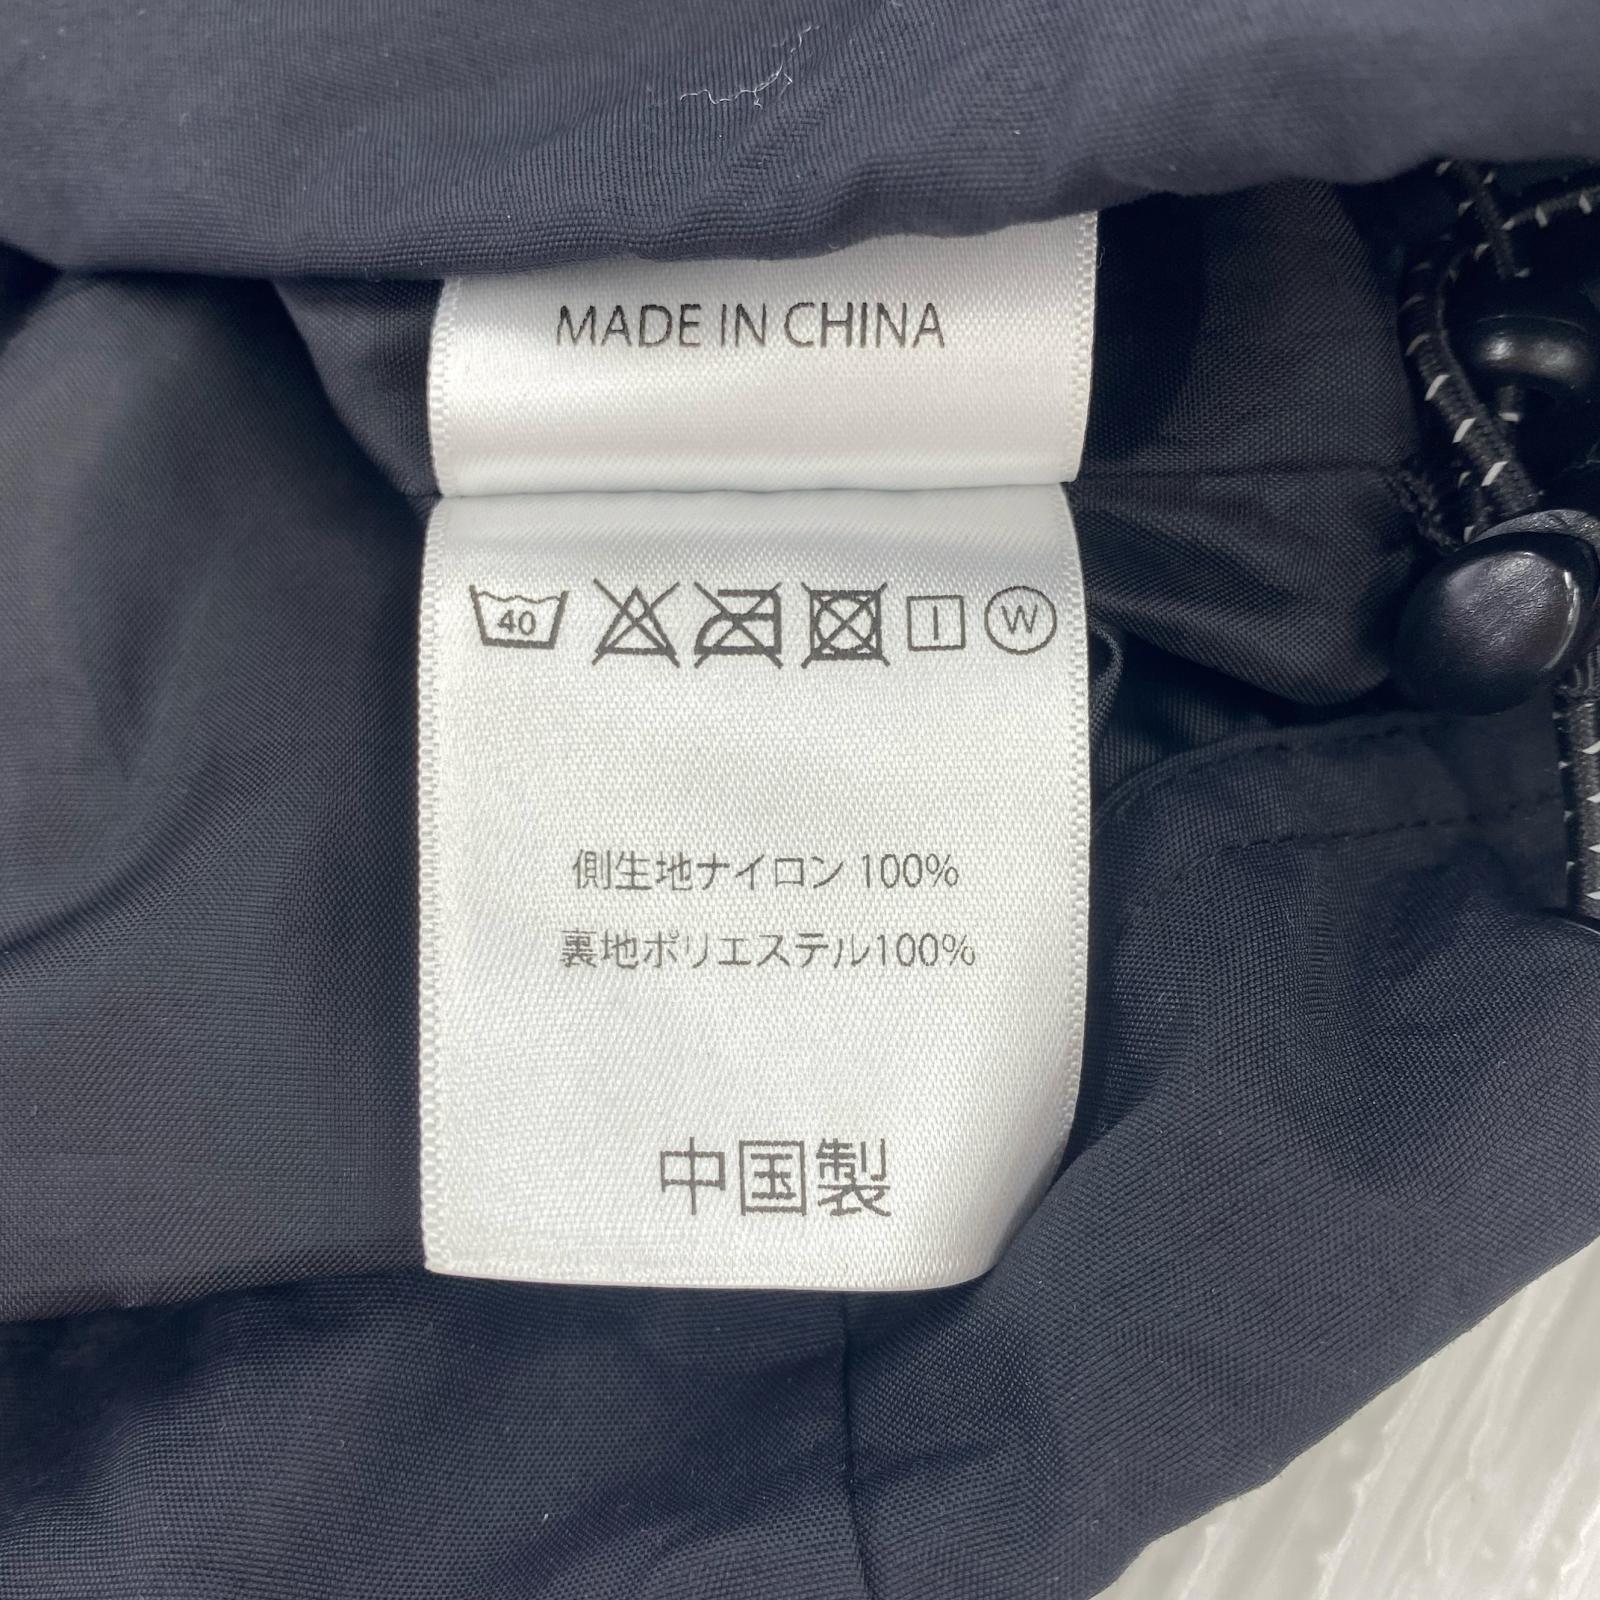 MADE IN CHINA
40 W
側生地ナイロン 100%
裏地ポリエステル100%
中国製